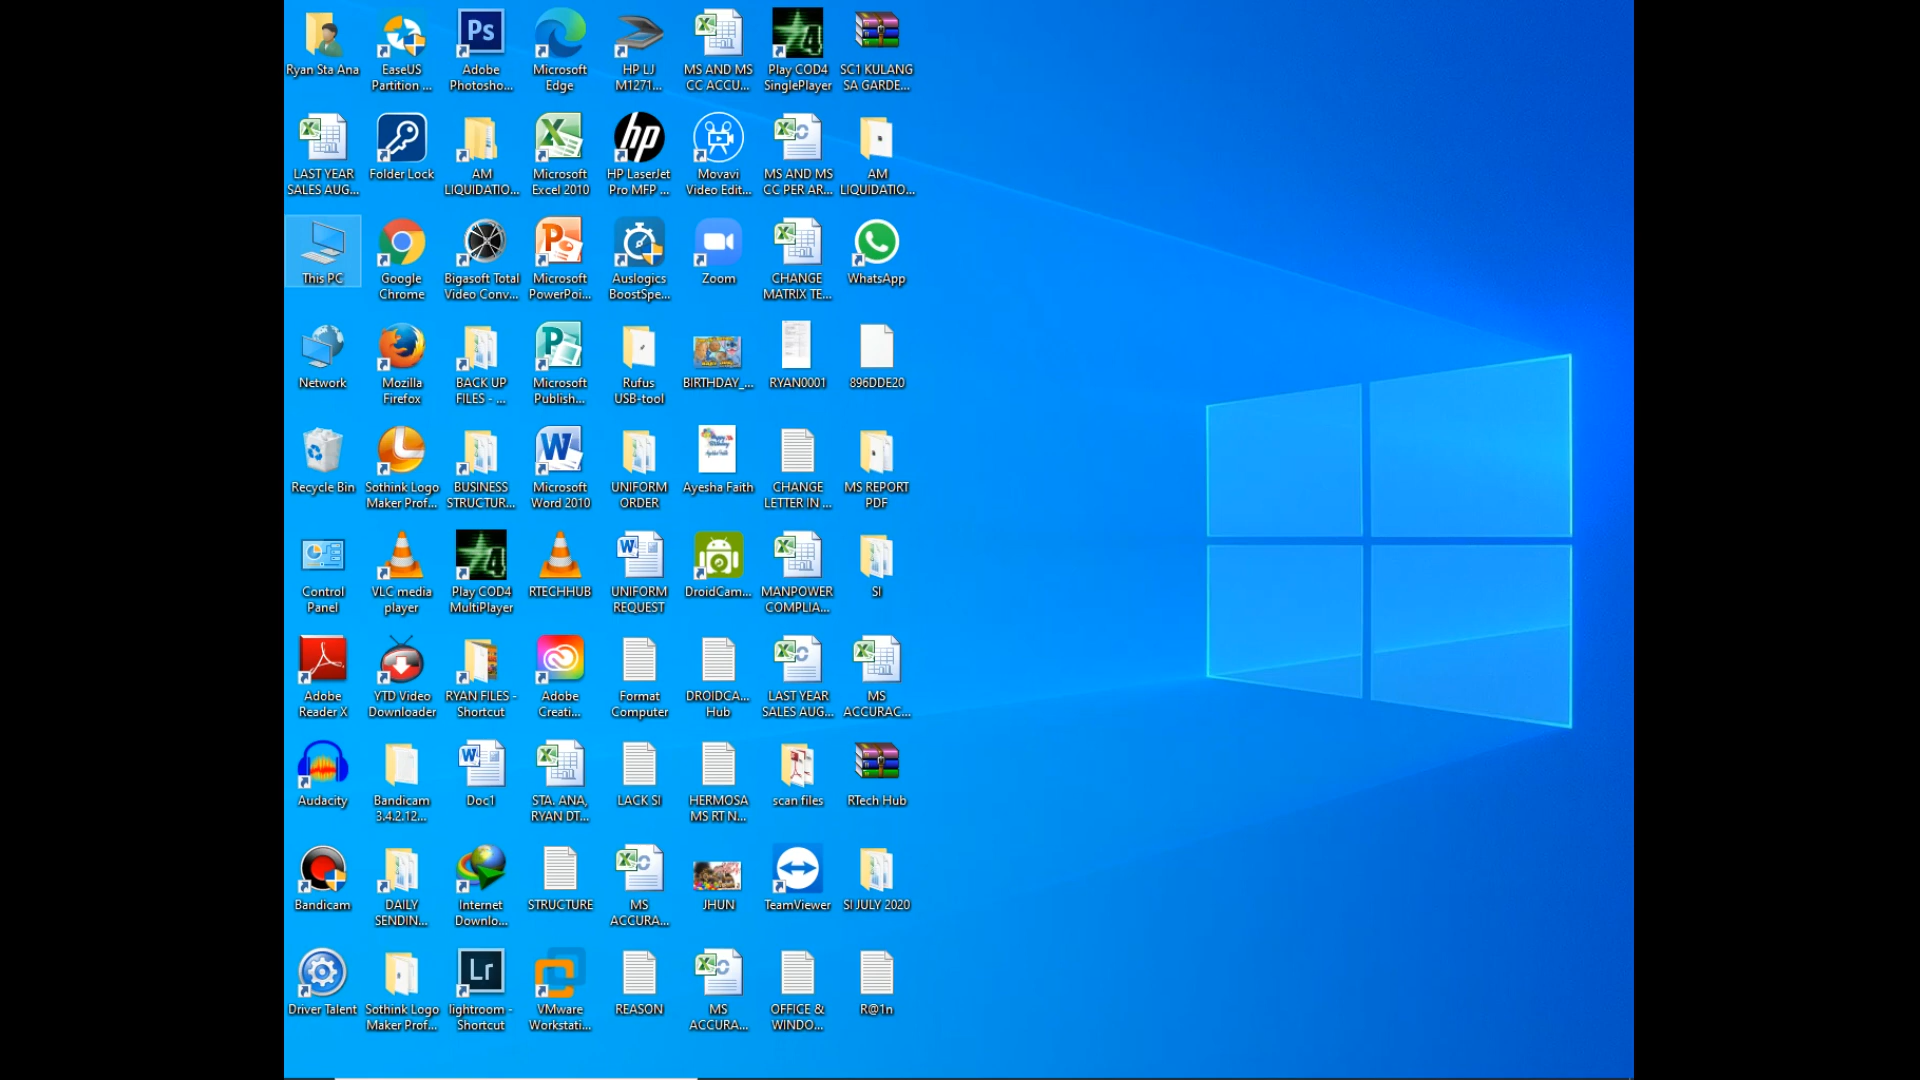 Ryan Sta Ana
EaseUS
Partition ...
Ps
Adobe
Photosho...
Microsoft
Edge
HP LJ
M1271...
MS AND MS
CC ACCU...
4
Play COD4
SinglePlayer
SC1 KULANG
SA GARDE...
LAST YEAR
SALES AUG...
Folder Lock
AM
LIQUIDATIO...
Microsoft
Excel 2010
hp
HP LaserJet
Pro MFP ...
Movavi
Video Edit...
MS AND MS
CC PER AR...
AM
LIQUIDATIO...
This PC
Google
Chrome
Bigasoft Total
Video Conv...
Microsoft
PowerPoi...
Auslogics
BoostSpe...
Zoom
CHANGE
MATRIX TE...
WhatsApp
Network
Mozilla
Firefox
BACK UP
FILES - ...
Microsoft
Publish...
Rufus
USB-tool
BIRTHDAY_...
RYAN0001
896DDE20
Recycle Bin
Sothink Logo
Maker Prof...
BUSINESS
STRUCTUR...
Microsoft
Word 2010
UNIFORM
ORDER
Ayesha Faith
CHANGE
LETTER IN ...
MS REPORT
PDF
Control
Panel
VLC media
player
4
Play COD4
MultiPlayer
RTECHHUB
UNIFORM
REQUEST
DroidCam...
MANPOWER
COMPLIA...
SI
Adobe
Reader X
YTD Video
Downloader
RYAN FILES -
Shortcut
Adobe
Creati...
Format
Computer
DROIDCA...
Hub
LAST YEAR
SALES AUG...
MS
ACCURAC...
Audacity
Bandicam
3.4.2.12...
Doc1
STA. ANA,
RYAN DT...
LACK SI
HERMOSA
MS RT N...
scan files
RTech Hub
Bandicam
DAILY
SENDIN...
Internet
Downlo...
STRUCTURE
MS
ACCURA...
JHUN
TeamViewer
SI JULY 2020
Driver Talent
Sothink Logo
Maker Prof...
Lr
lightroom -
Shortcut
VMware
Workstati...
REASON
MS
ACCURA...
OFFICE &
WINDO...
R@1n